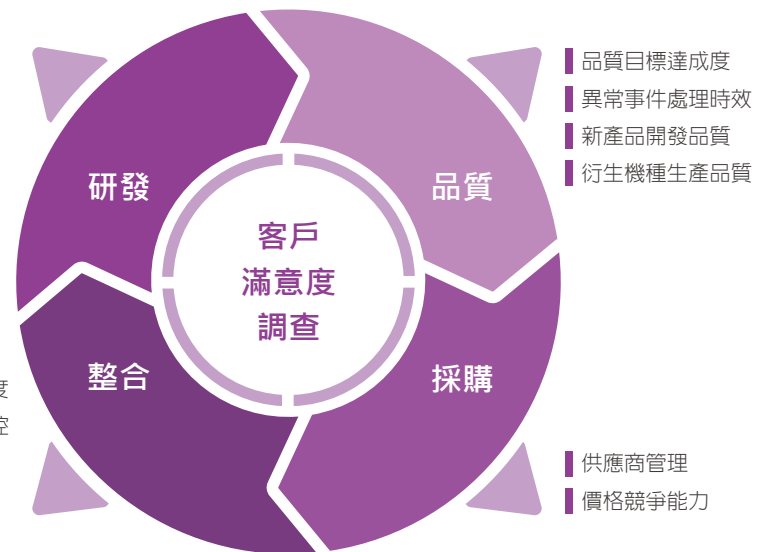 研發
品質
客戶
滿意度
調查
整合
採購
品質目標達成度
異常事件處理時效
新產品開發品質
衍生機種生產品質
度
供應商管理
價格競爭能力